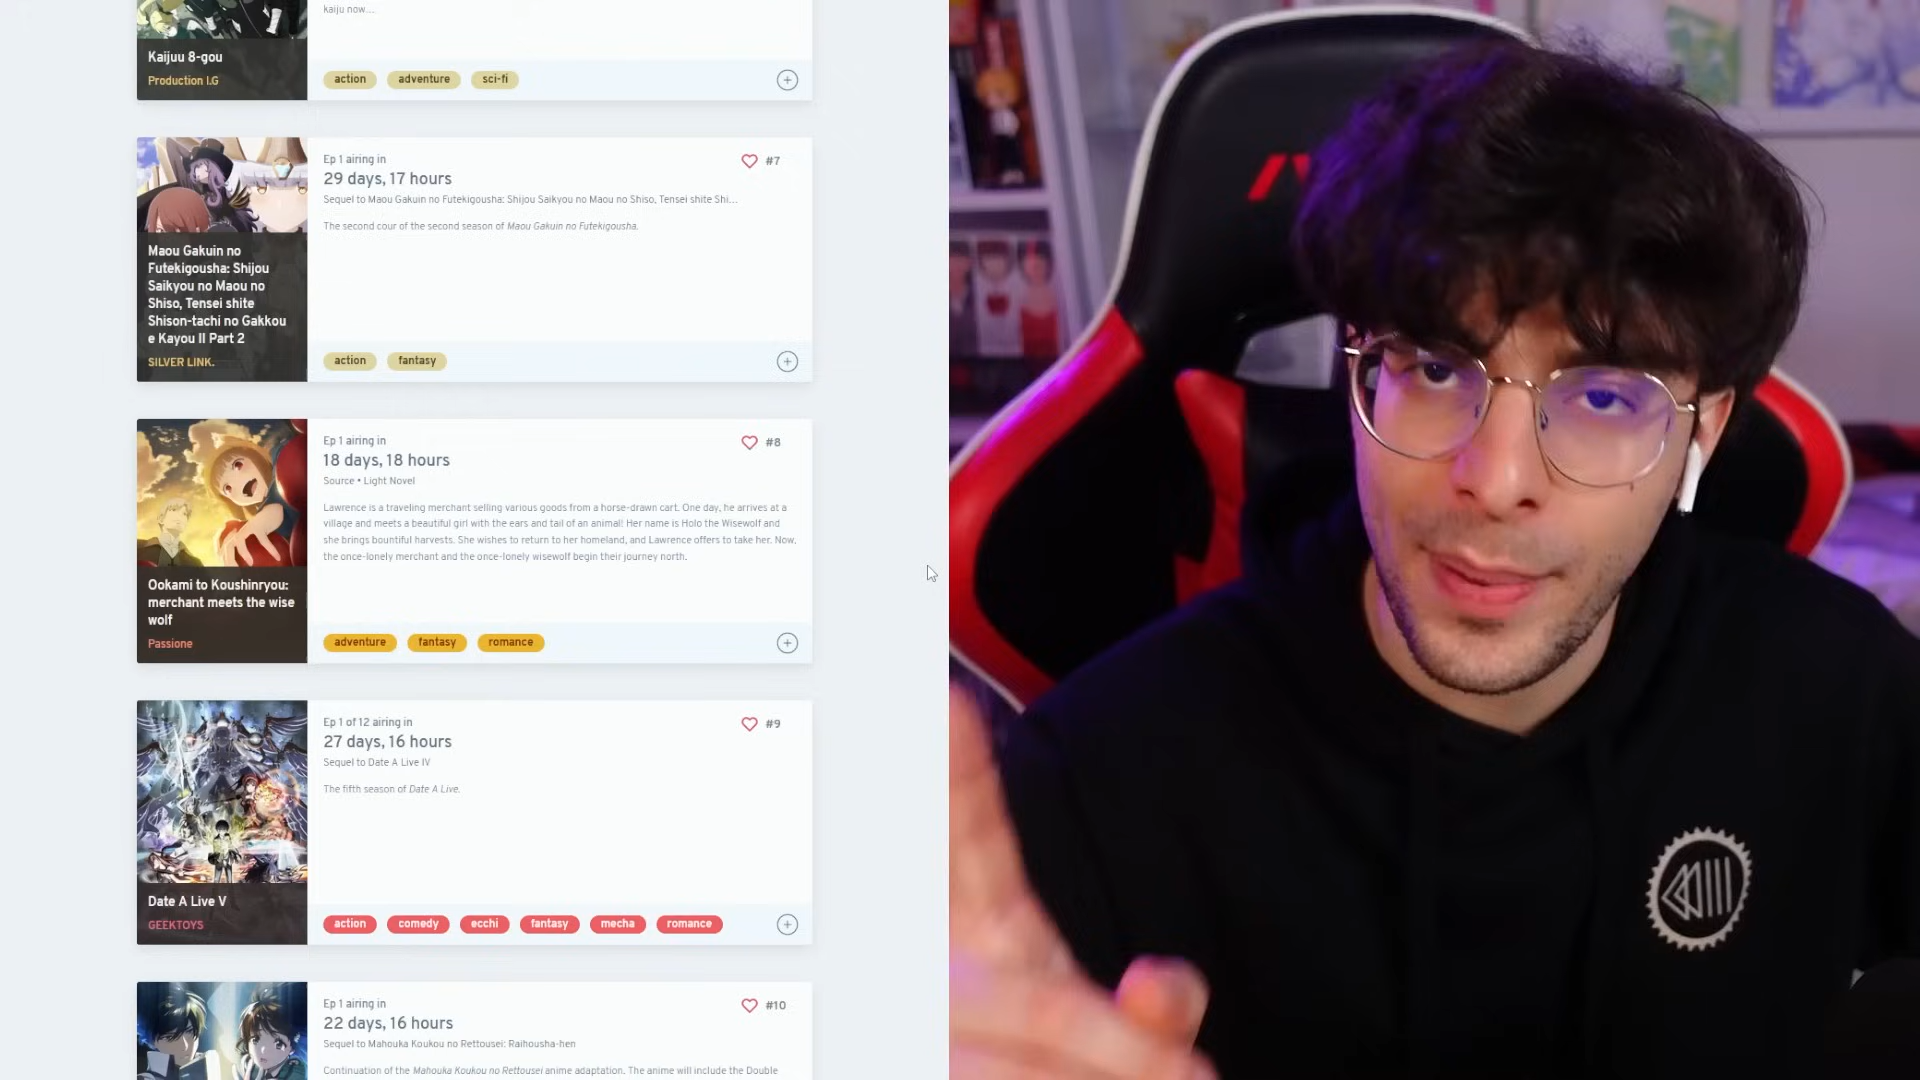 kaiju now...
Kaijuu 8-gou
Production I.G
action
adventure
sci-fi
Ep 1 airing in
#7
29 days, 17 hours
Sequel to Maou Gakuin no Futekigousha: Shijou Saikyou no Maou no Shiso, Tensei shite Shi...
The second cour of the second season of Maou Gakuin no Futekigousha.
Maou Gakuin no
Futekigousha: Shijou
Saikyou no Maou no
Shiso, Tensei shite
Shison-tachi no Gakkou
e Kayou II Part 2
SILVER LINK.
action
fantasy
Ep 1 airing in
#8
18 days, 18 hours
Source • Light Novel
Lawrence is a traveling merchant selling various goods from a horse-drawn cart. One day, he arrives at a
village and meets a beautiful girl with the ears and tail of an animal! Her name is Holo the Wisewolf and
she brings bountiful harvests. She wishes to return to her homeland, and Lawrence offers to take her. Now,
the once-lonely merchant and the once-lonely wisewolf begin their journey north.
Ookami to Koushinryou:
merchant meets the wise
wolf
Passione
adventure
fantasy
romance
Ep 1 of 12 airing in
#9
27 days, 16 hours
Sequel to Date A Live IV
The fifth season of Date A Live.
Date A Live V
GEEKTOYS
action
comedy
ecchi
fantasy
mecha
romance
Ep 1 airing in
#10
22 days, 16 hours
Sequel to Mahouka Koukou no Rettousei: Raihousha-hen
Continuation of the Mahouka Koukou no Rettousei anime adaptation. The anime will include the Double